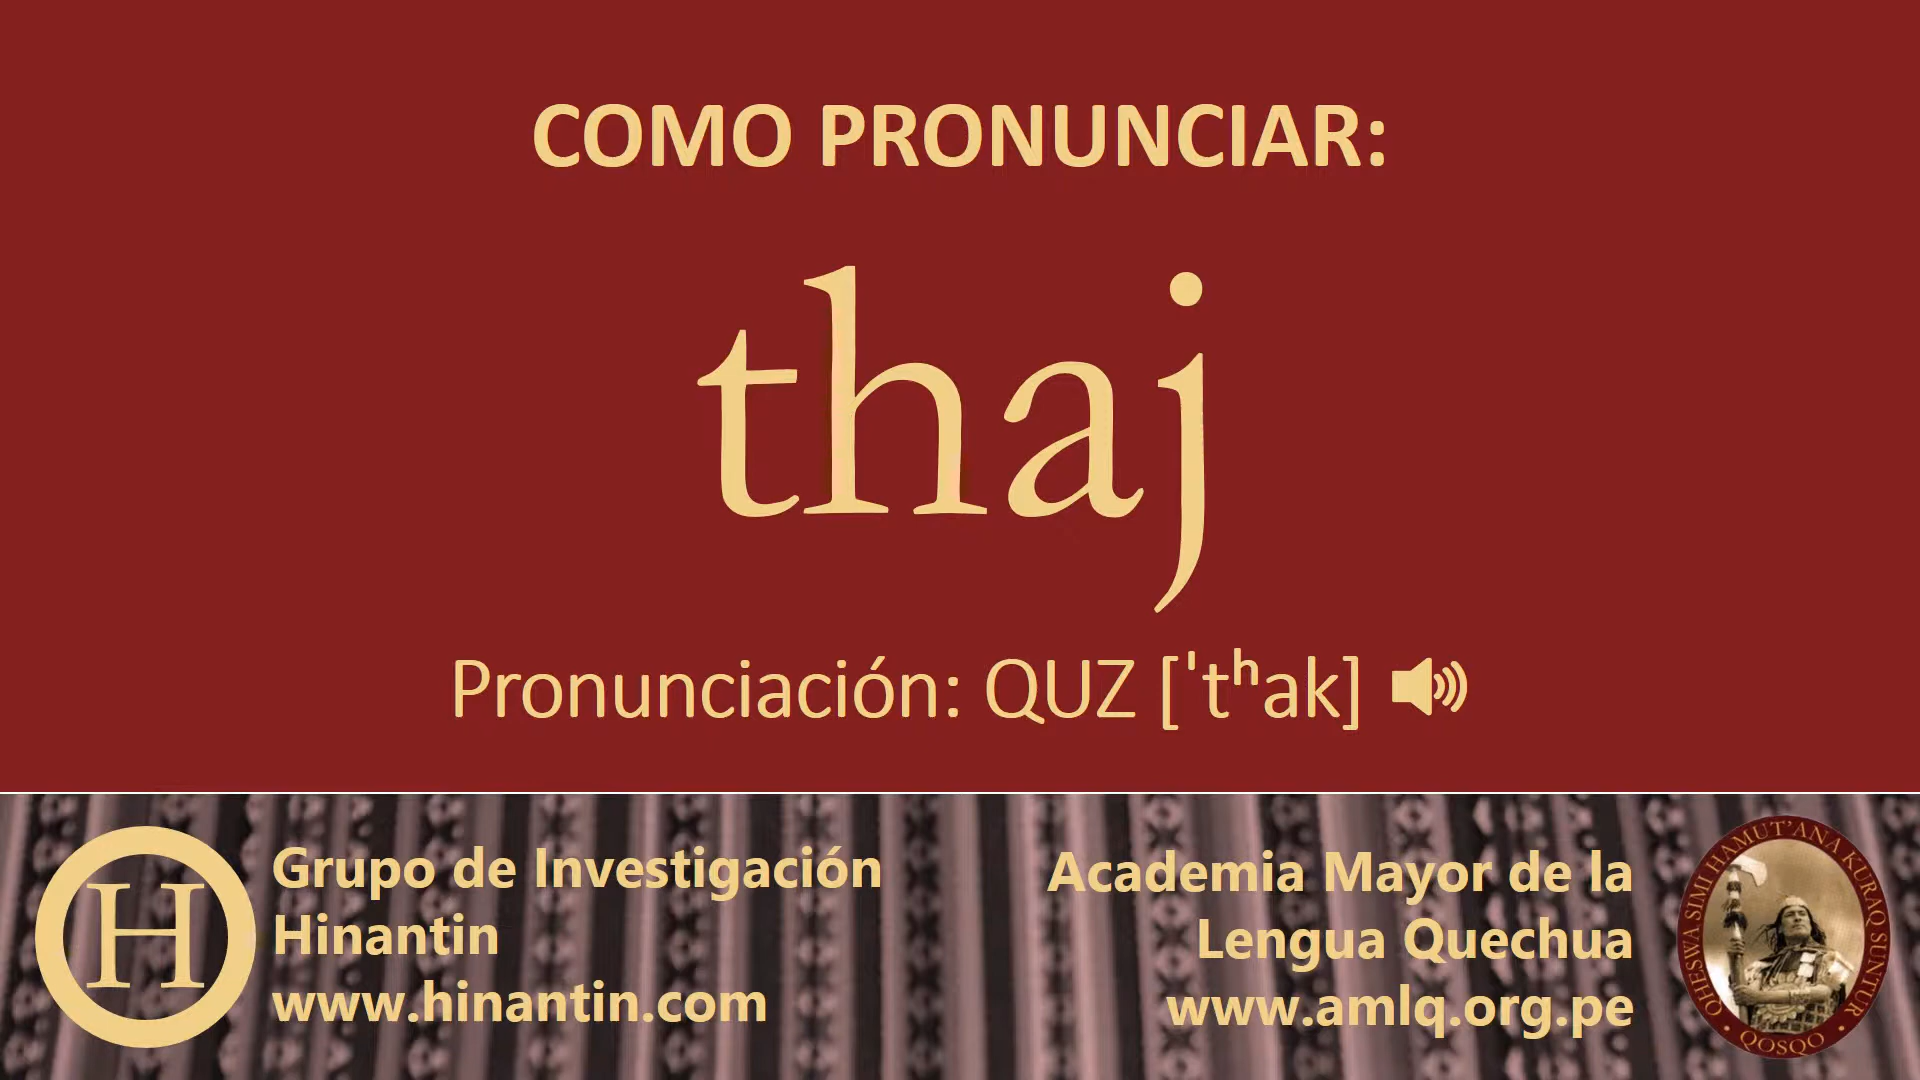 COMO PRONUNCIAR:
thaj
Pronunciación: QUZ [ˈtʰak]
H
Grupo de Investigación
Hinantin
www.hinantin.com
Academia Mayor de la
Lengua Quechua
www.amlq.org.pe
QHESWA SIMI HAMUT'ANA KURAQ SUNTUR
• QOSQO •